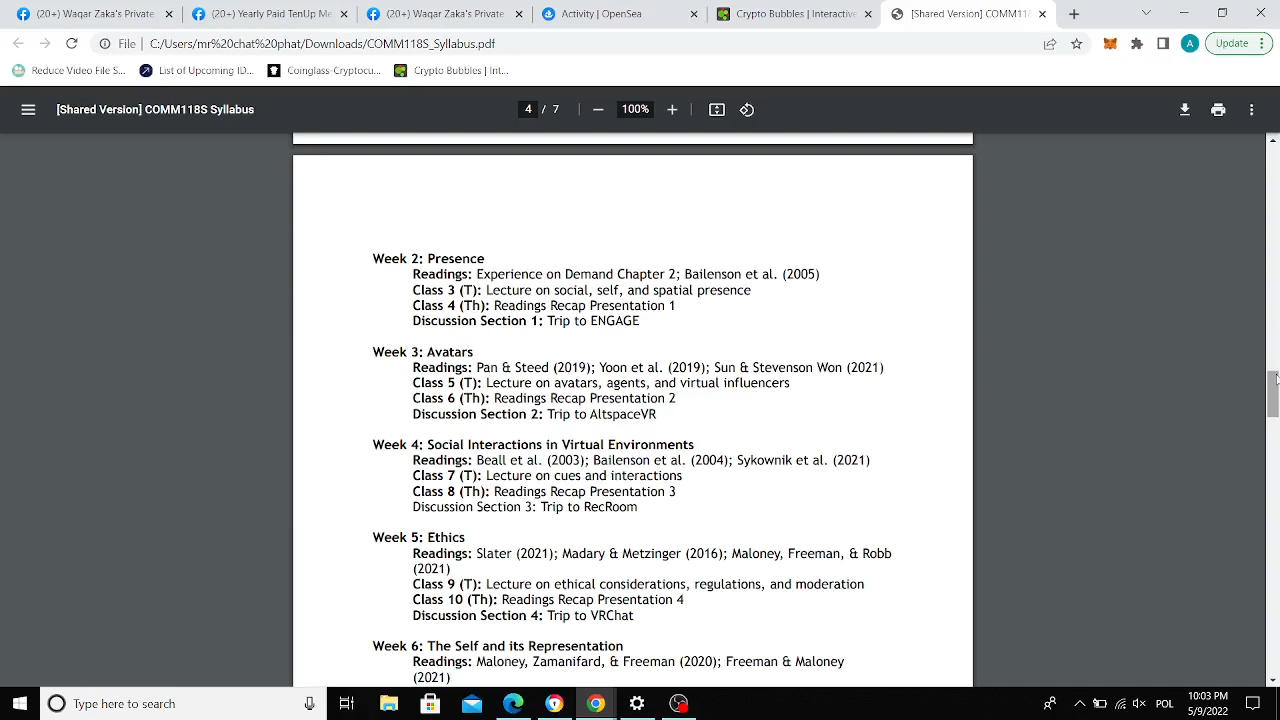 (20+) Waqar Zaka's Private
(20+) Yearly Paid TenUp Me
(20+) Waqar Zaka's Private
Activity | OpenSea
Crypto Bubbles | Interactive
[Shared Version] COMM118
File | C:/Users/mr%20chat%20phat/Downloads/COMM118S_Syllabus.pdf
A
Update
Reduce Video File S...
List of Upcoming ID...
Coinglass-Cryptocu...
Crypto Bubbles | Int...
[Shared Version] COMM118S Syllabus
4 / 7
100%
Week 2: Presence
Readings: Experience on Demand Chapter 2; Bailenson et al. (2005)
Class 3 (T): Lecture on social, self, and spatial presence
Class 4 (Th): Readings Recap Presentation 1
Discussion Section 1: Trip to ENGAGE
Week 3: Avatars
Readings: Pan & Steed (2019); Yoon et al. (2019); Sun & Stevenson Won (2021)
Class 5 (T): Lecture on avatars, agents, and virtual influencers
Class 6 (Th): Readings Recap Presentation 2
Discussion Section 2: Trip to AltspaceVR
Week 4: Social Interactions in Virtual Environments
Readings: Beall et al. (2003); Bailenson et al. (2004); Sykownik et al. (2021)
Class 7 (T): Lecture on cues and interactions
Class 8 (Th): Readings Recap Presentation 3
Discussion Section 3: Trip to RecRoom
Week 5: Ethics
Readings: Slater (2021); Madary & Metzinger (2016); Maloney, Freeman, & Robb
(2021)
Class 9 (T): Lecture on ethical considerations, regulations, and moderation
Class 10 (Th): Readings Recap Presentation 4
Discussion Section 4: Trip to VRChat
Week 6: The Self and its Representation
Readings: Maloney, Zamanifard, & Freeman (2020); Freeman & Maloney
(2021)
Type here to search
POL
10:03 PM
5/9/2022